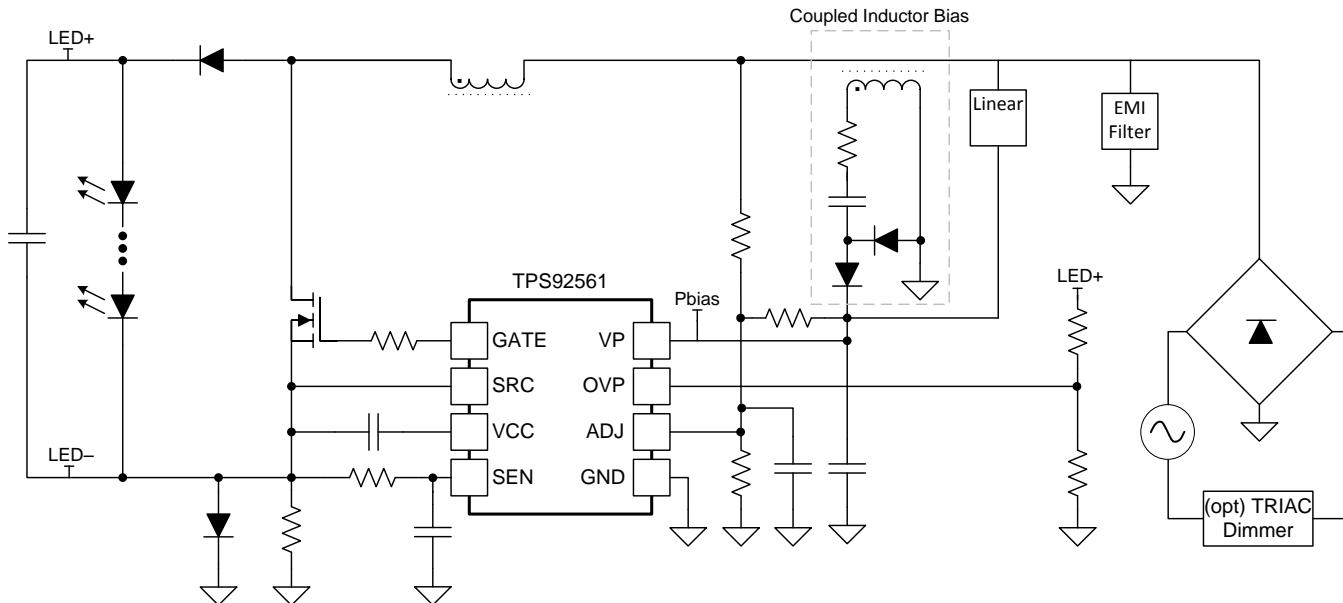 Coupled Inductor Bias
LED+
Linear
EMI
Filter
TPS92561
Pbias
LED+
GATE
VP
SRC
OVP
VCC
ADJ
LED–
SEN
GND
(opt) TRIAC
Dimmer